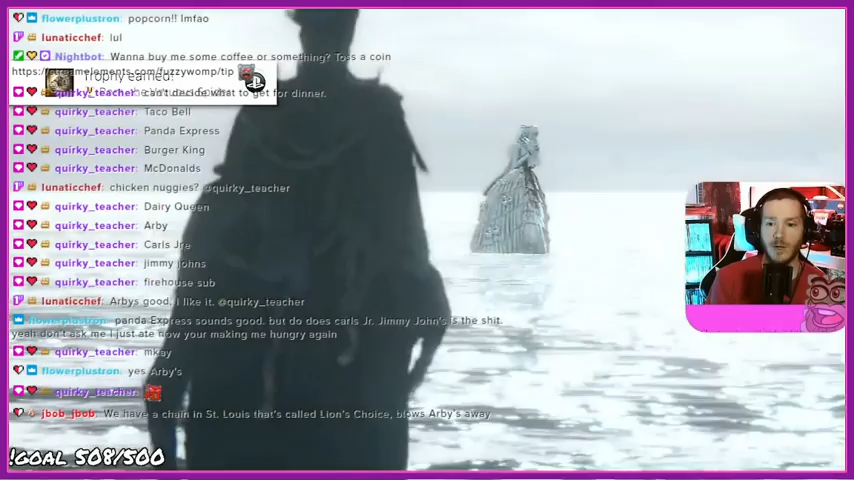 flowerplustron: popcorn!! lmfao
lunaticchef: lul
Nightbot: Wanna buy me some coffee or something? Toss a coin
https://streamelements.com/fuzzywomp/tip
Trophy earned!
quirky_teacher: can't decide what to get for dinner.
quirky_teacher: Taco Bell
quirky_teacher: Panda Express
quirky_teacher: Burger King
quirky_teacher: McDonalds
lunaticchef: chicken nuggies? @quirky_teacher
quirky_teacher: Dairy Queen
quirky_teacher: Arby
quirky_teacher: Carls Jre
quirky_teacher: jimmy johns
quirky_teacher: firehouse sub
lunaticchef: Arbys good, I like it. @quirky_teacher
flowerplustron: panda Express sounds good. but do does carls Jr. Jimmy John's is the shit.
yeah don't ask me I just ate now your making me hungry again
quirky_teacher: mkay
flowerplustron: yes Arby's
quirky_teacher:
jbob_jbob: We have a chain in St. Louis that's called Lion's Choice, blows Arby's away
!GOAL 508/500